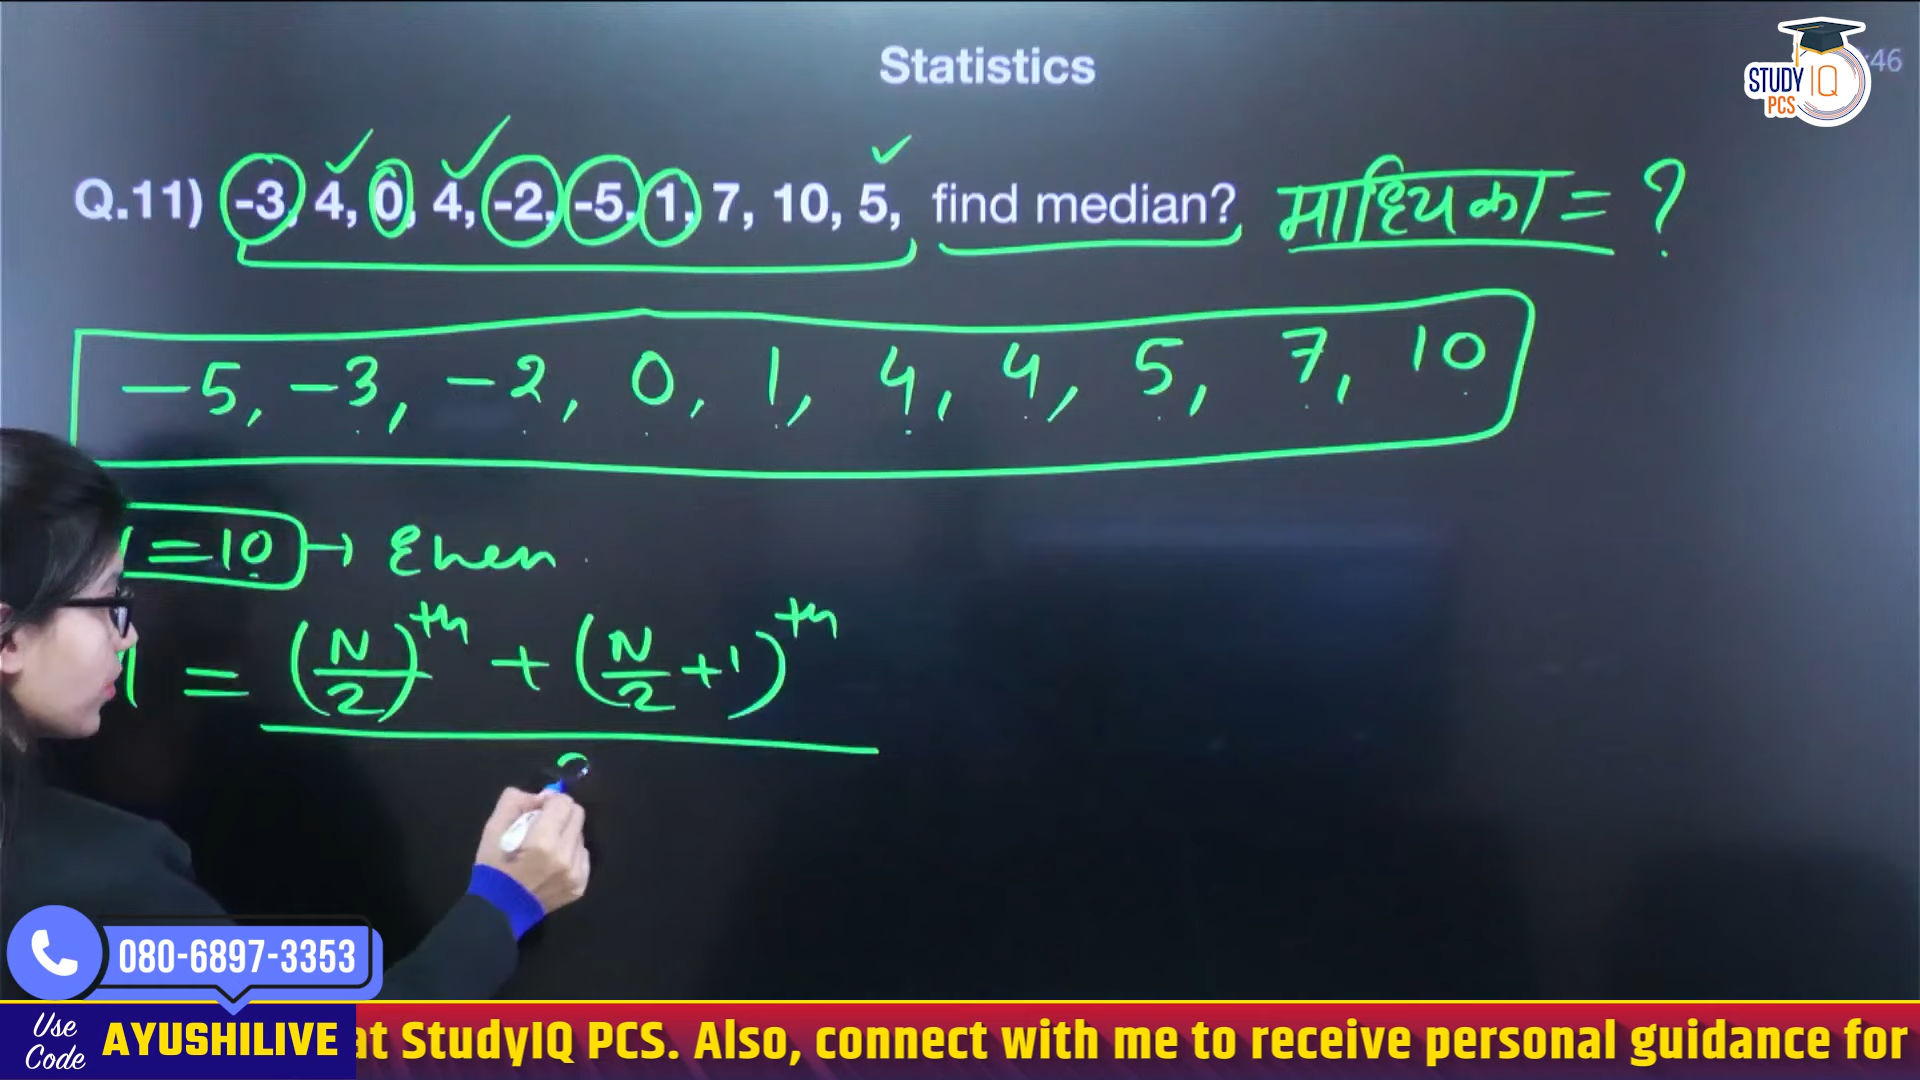 Statistics
STUDY IQ
PCS
:46
Q.11) -3, 4, 0, 4, -2, -5, 1, 7, 10, 5, find median? माध्यिका = ?
-5, -3, -2, 0, 1, 4, 4, 5, 7, 10
= 10 → Even
= (N/2)th + (N/2 + 1)th
080-6897-3353
Use Code AYUSHILIVE
at StudyIQ PCS. Also, connect with me to receive personal guidance for